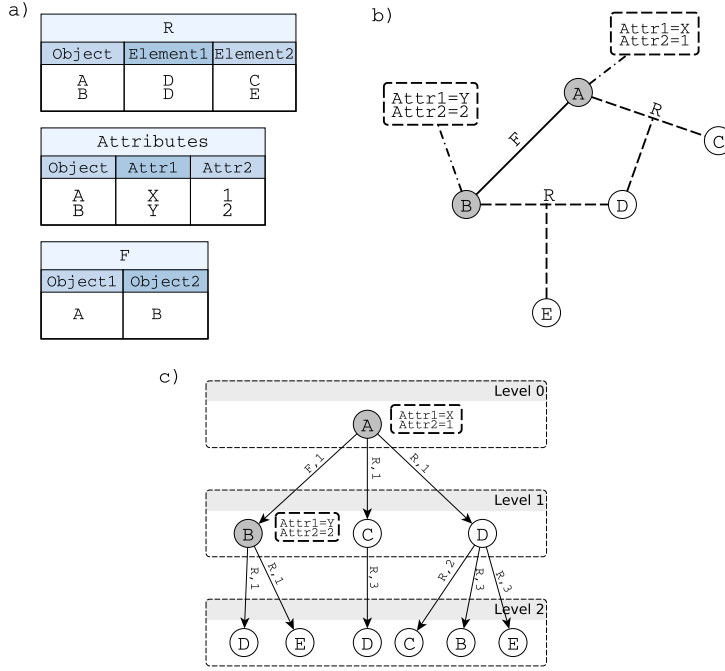 a)
R
Object Element1 Element2
A D C
B D E
Attributes
Object Attr1 Attr2
A X 1
B Y 2
F
Object1 Object2
A B
b)
Attr1=X
Attr2=1
Attr1=Y
Attr2=2
A
R
C
F
B
R
D
E
c)
Level 0
A
Attr1=X
Attr2=1
F,1
R,1
R,1
Level 1
B
Attr1=Y
Attr2=2
C
D
R,1
R,1
R,3
R,2
R,3
R,3
Level 2
D E D C B E